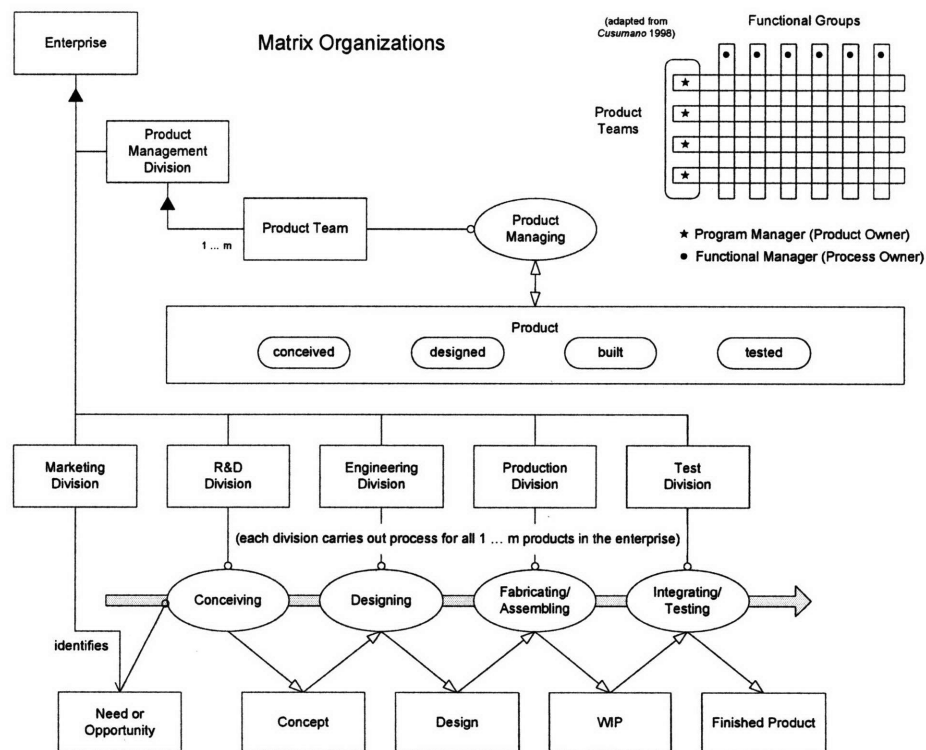 Enterprise
Matrix Organizations
(adapted from
Cusumano 1998)
Functional Groups
Product
Teams
Product
Management
Division
1 ... m
Product Team
Product
Managing
★ Program Manager (Product Owner)
● Functional Manager (Process Owner)
Product
conceived
designed
built
tested
Marketing
Division
R&D
Division
Engineering
Division
Production
Division
Test
Division
(each division carries out process for all 1 ... m products in the enterprise)
Conceiving
Designing
Fabricating/
Assembling
Integrating/
Testing
identifies
Need or
Opportunity
Concept
Design
WIP
Finished Product